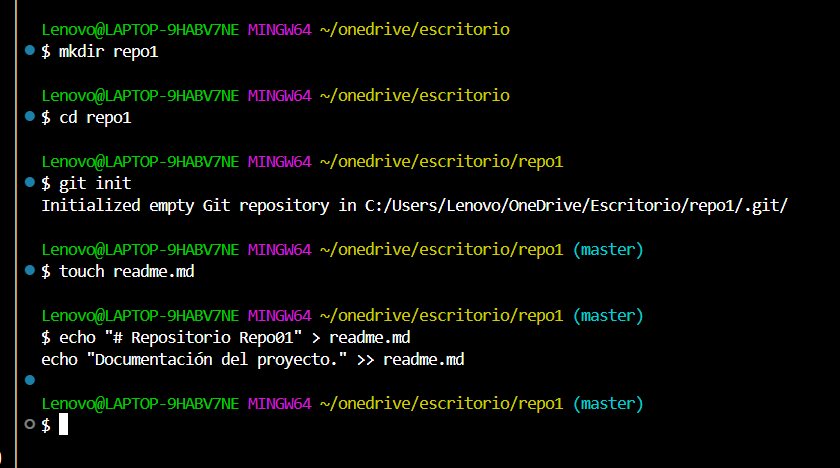 Lenovo@LAPTOP-9HABV7NE MINGW64 ~/onedrive/escritorio
$ mkdir repo1
Lenovo@LAPTOP-9HABV7NE MINGW64 ~/onedrive/escritorio
$ cd repo1
Lenovo@LAPTOP-9HABV7NE MINGW64 ~/onedrive/escritorio/repo1
$ git init
Initialized empty Git repository in C:/Users/Lenovo/OneDrive/Escritorio/repo1/.git/
Lenovo@LAPTOP-9HABV7NE MINGW64 ~/onedrive/escritorio/repo1 (master)
$ touch readme.md
Lenovo@LAPTOP-9HABV7NE MINGW64 ~/onedrive/escritorio/repo1 (master)
$ echo "# Repositorio Repo01" > readme.md
echo "Documentación del proyecto." >> readme.md
Lenovo@LAPTOP-9HABV7NE MINGW64 ~/onedrive/escritorio/repo1 (master)
$